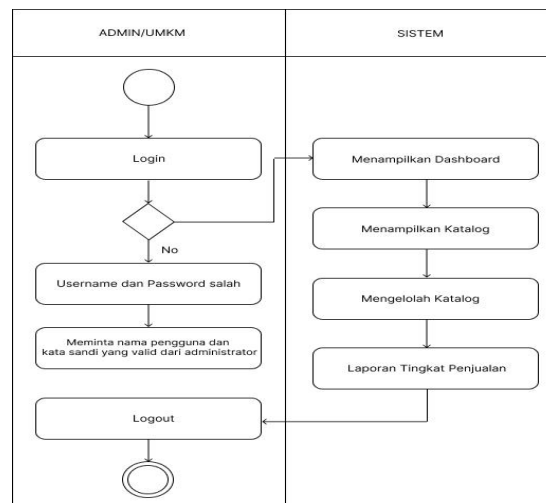 ADMIN/UMKM
SISTEM
Login
Menampilkan Dashboard
Menampilkan Katalog
No
Username dan Password salah
Mengelolah Katalog
Meminta nama pengguna dan
kata sandi yang valid dari administrator
Laporan Tingkat Penjualan
Logout